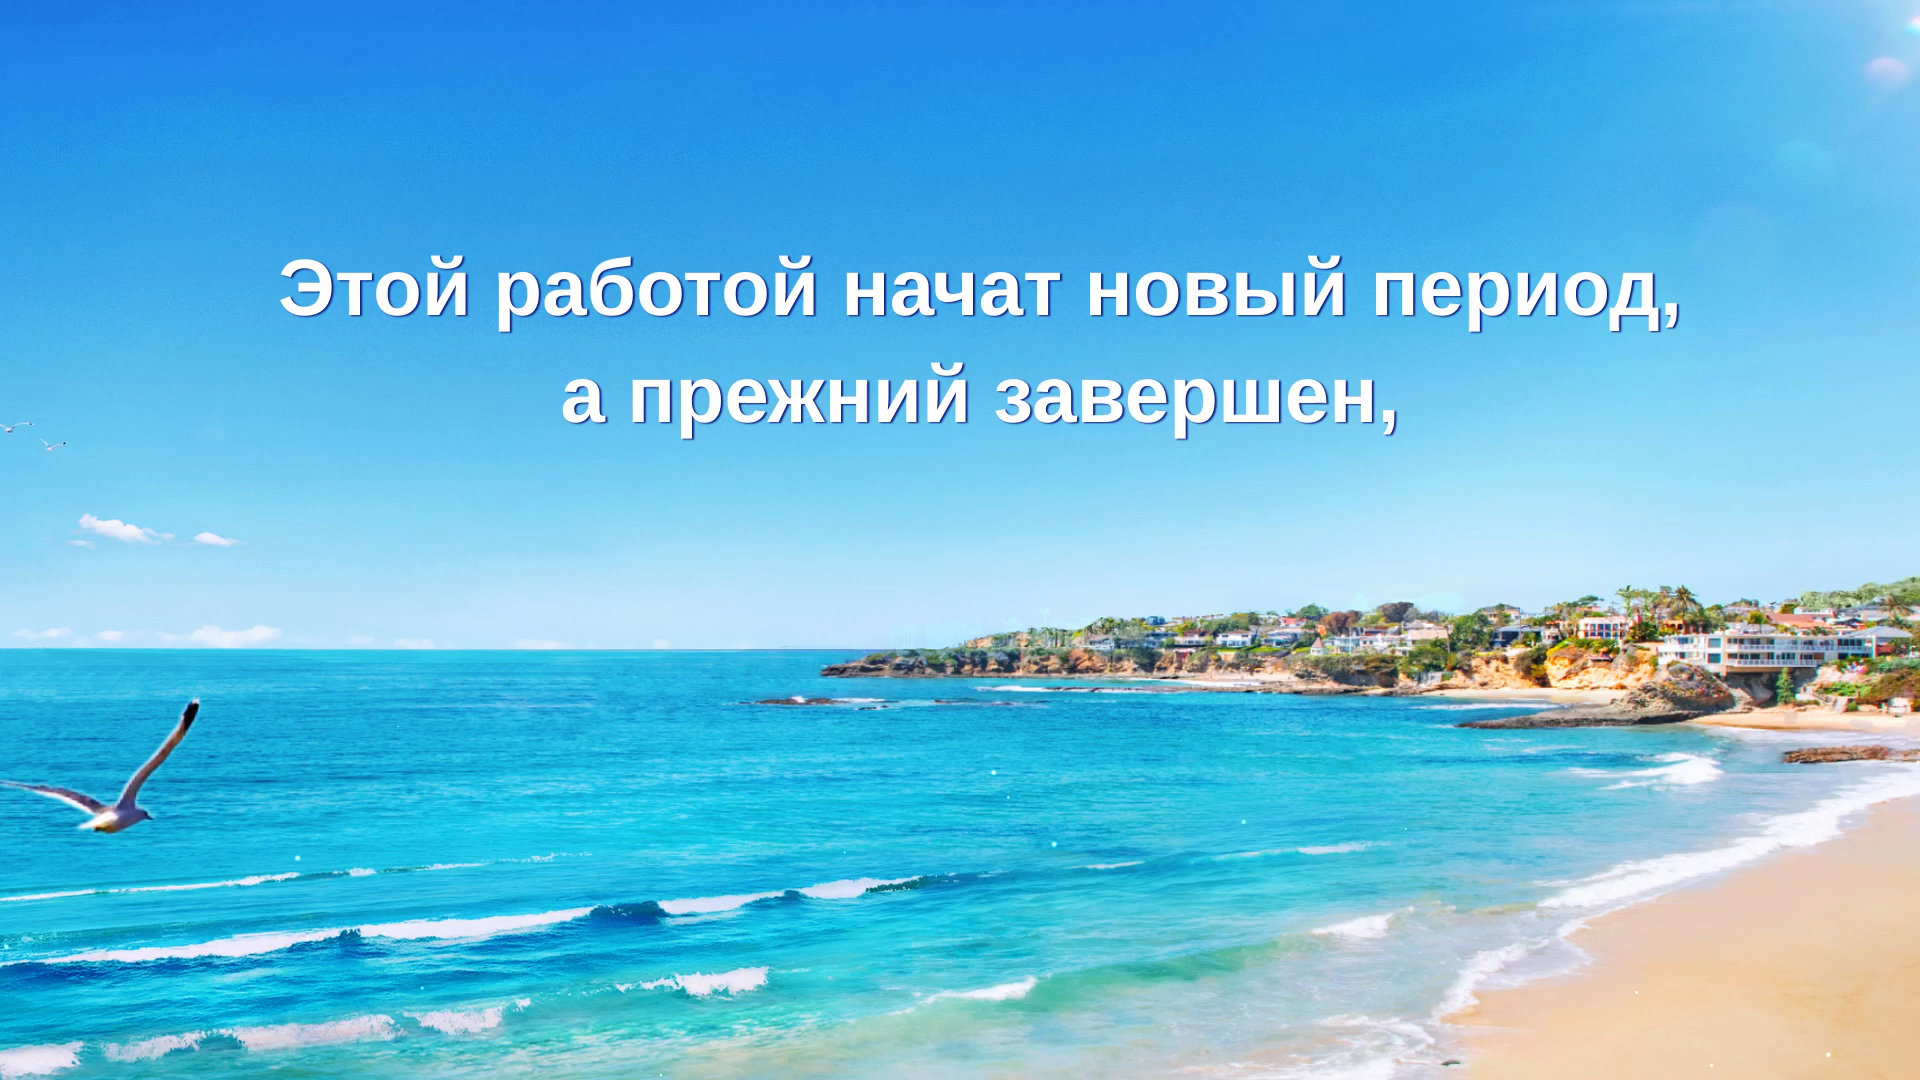 Этой работой начат новый период,
а прежний завершен,